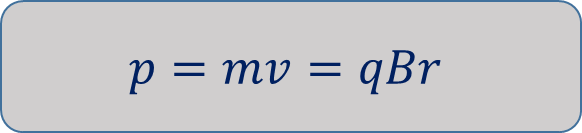 p = mv = qBr